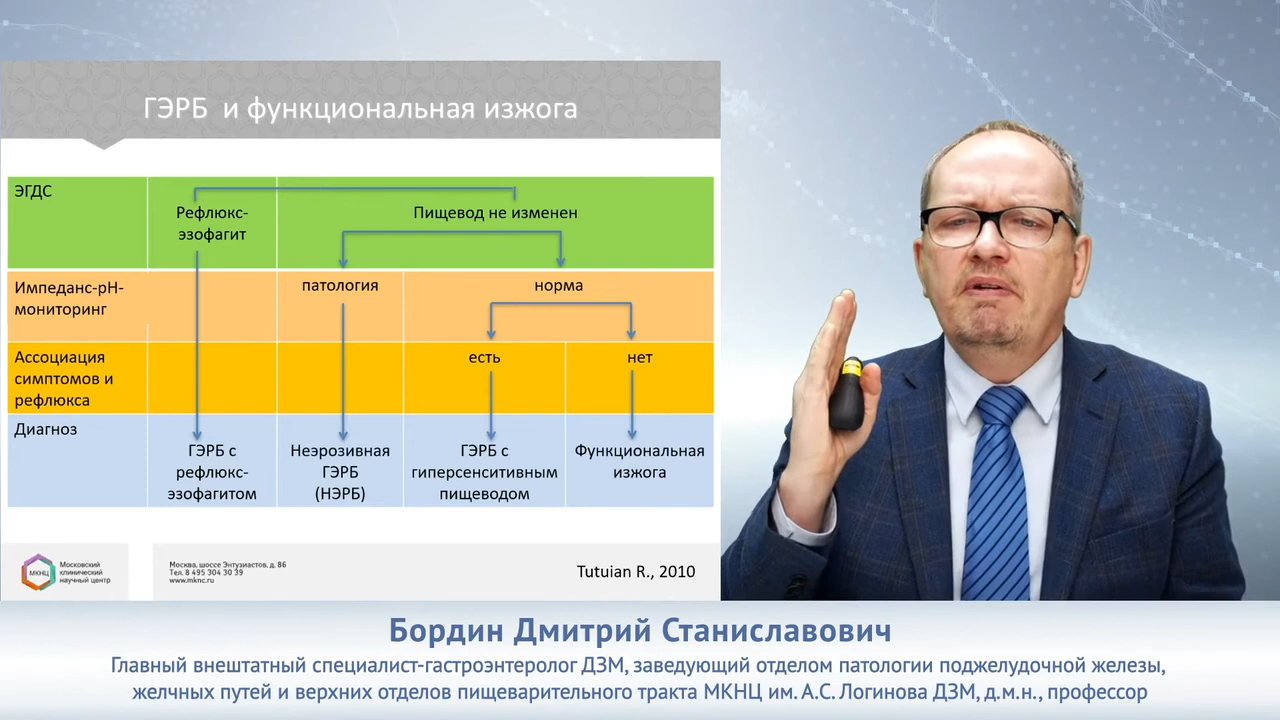 ГЭРБ и функциональная изжога
ЭГДС
Рефлюкс-
эзофагит
Пищевод не изменен
Импеданс-рН-
мониторинг
патология
норма
Ассоциация
симптомов и
рефлюкса
есть
нет
Диагноз
ГЭРБ с
рефлюкс-
эзофагитом
Неэрозивная
ГЭРБ
(НЭРБ)
ГЭРБ с
гиперсенситивным
пищеводом
Функциональная
изжога
МКНЦ
Московский
клинический
научный центр
Москва, шоссе Энтузиастов, д. 86
Тел. 8 495 304 30 39
www.mknc.ru
Tutuian R., 2010
Бордин Дмитрий Станиславович
Главный внештатный специалист-гастроэнтеролог ДЗМ, заведующий отделом патологии поджелудочной железы,
желчных путей и верхних отделов пищеварительного тракта МКНЦ им. А.С. Логинова ДЗМ, д.м.н., профессор